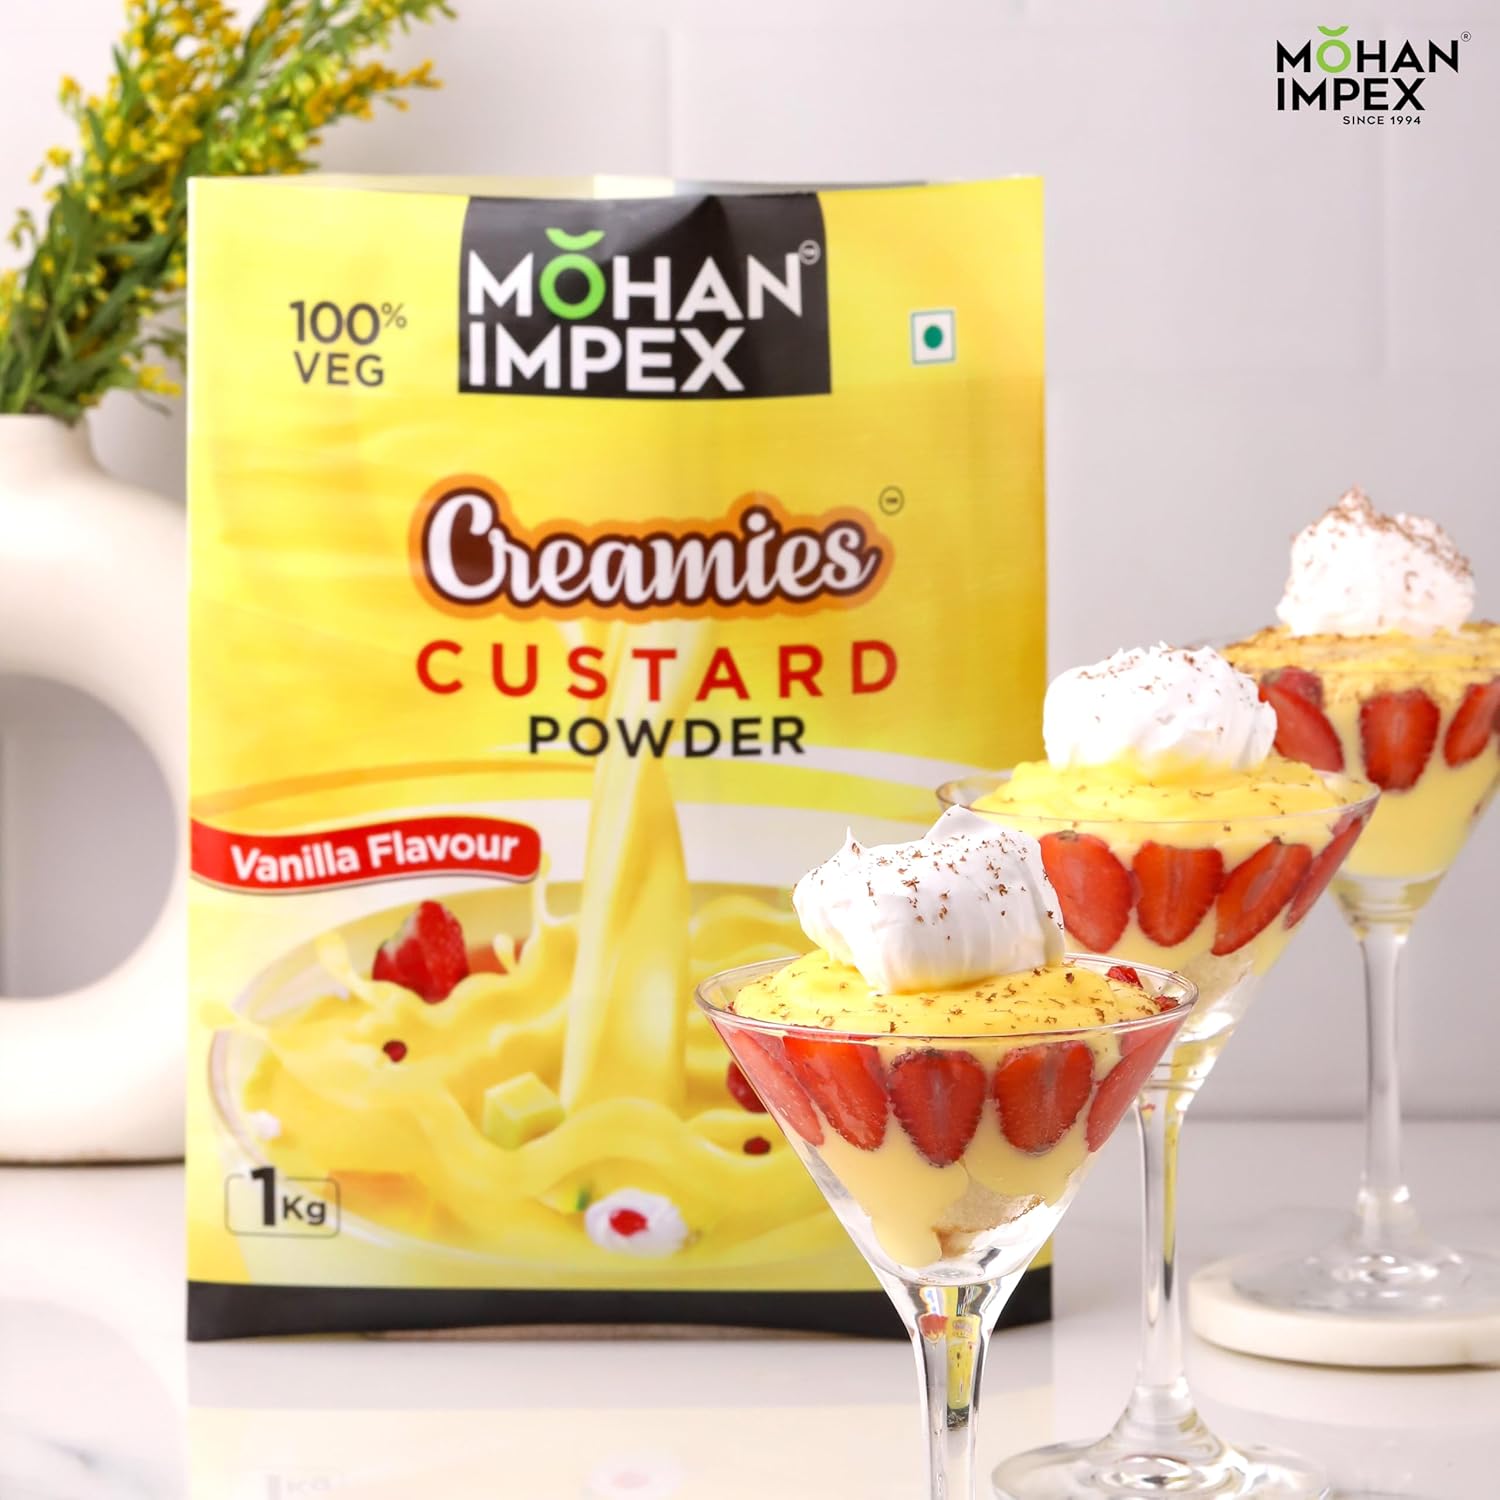 MOHAN
IMPEX
SINCE 1994
MOHAN
IMPEX
100%
VEG
Creamies
CUSTARD
POWDER
Vanilla Flavour
1Kg